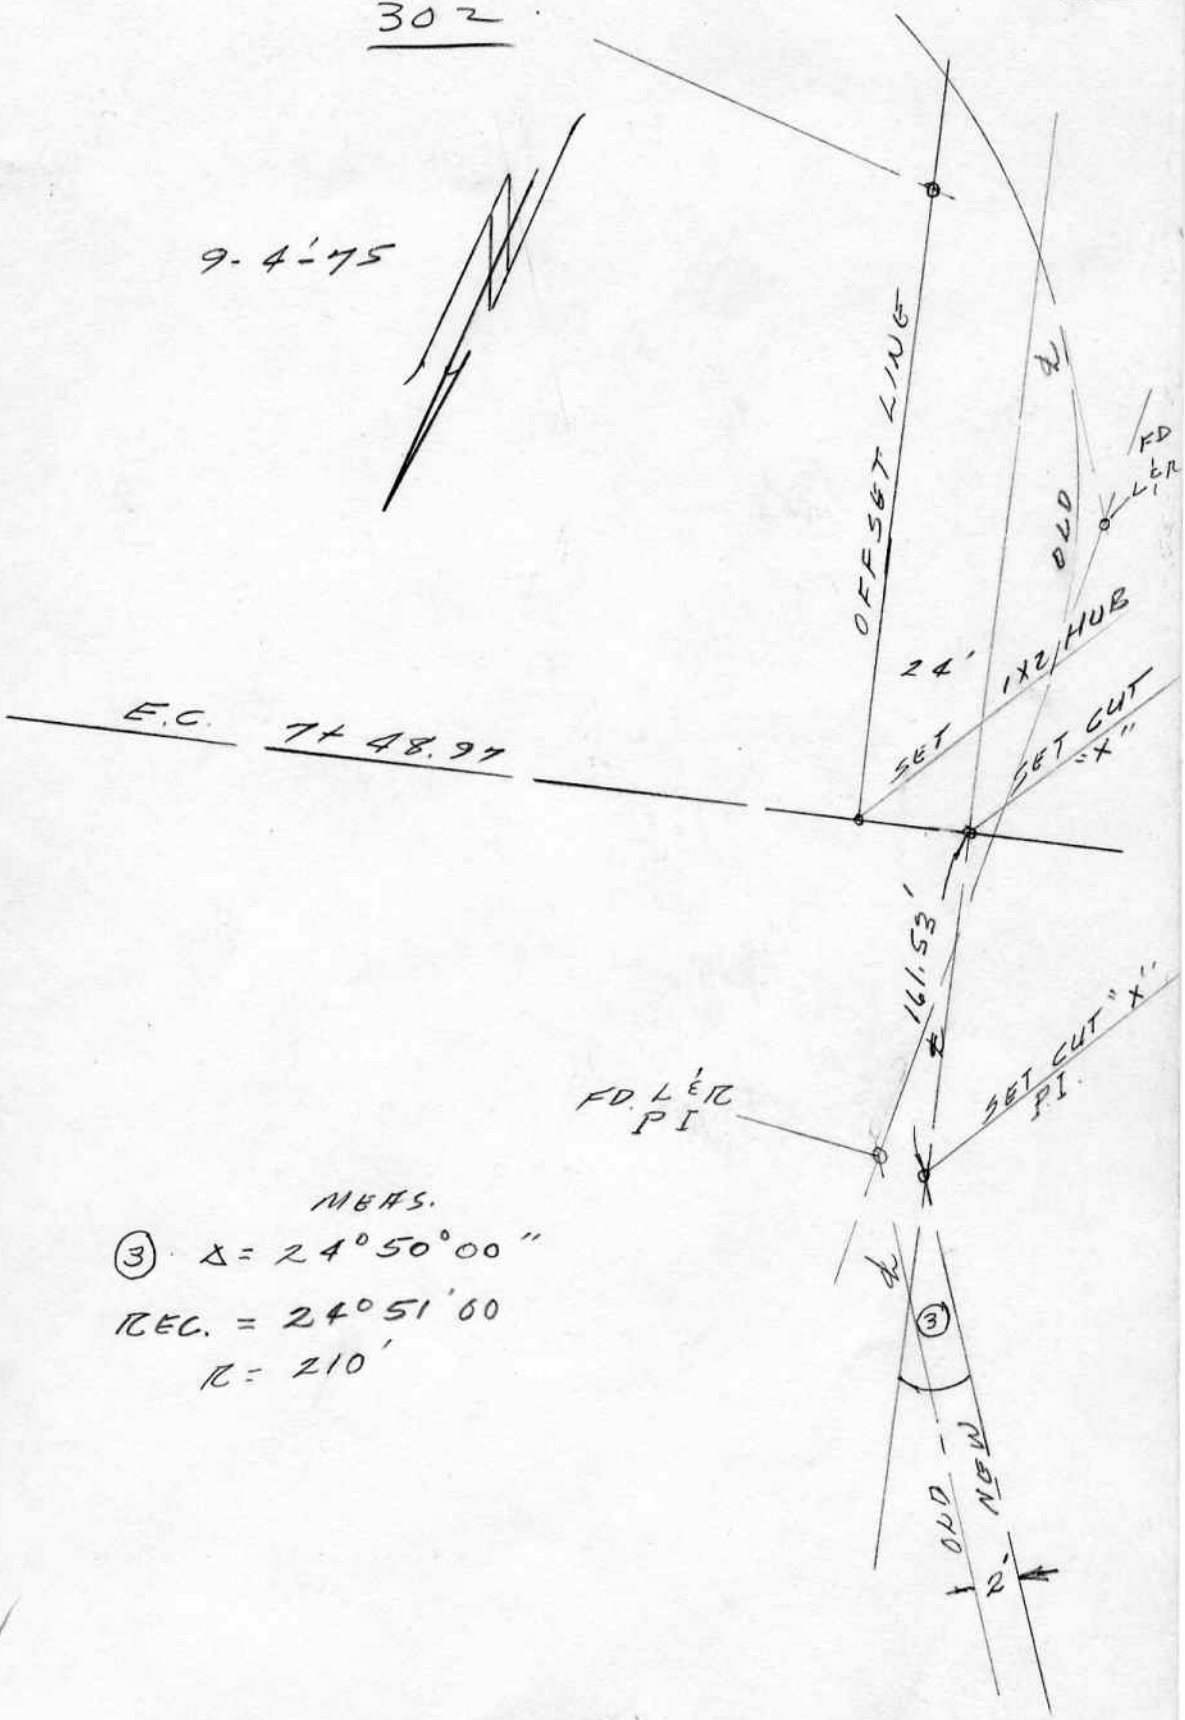 302
9-4-75
N
OFFSET LINE
℄
OLD
FD
L&R
24'
SET 1X2 HUB
SET CUT
"X"
E.C. 7+48.97
161.53'
℄
SET CUT "X"
P.I.
FD. L&R
PI
MEAS.
③ Δ= 24°50°00"
REC. = 24°51'00
R= 210'
℄
③
OLD
NEW
2'